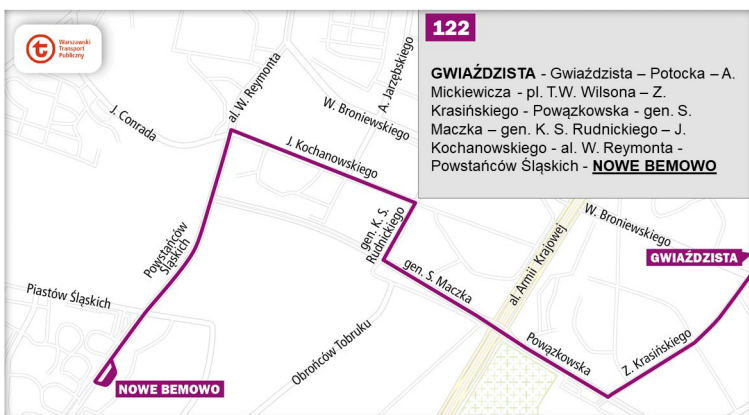 Warszawski
Transport
Publiczny
122
GWIAŹDZISTA - Gwiaździsta – Potocka – A.
Mickiewicza - pl. T.W. Wilsona – Z.
Krasińskiego - Powązkowska - gen. S.
Maczka – gen. K. S. Rudnickiego – J.
Kochanowskiego - al. W. Reymonta -
Powstańców Śląskich - NOWE BEMOWO
J. Conrada
al. W. Reymonta
W. Broniewskiego
A. Jarzębskiego
J. Kochanowskiego
gen. K. S.
Rudnickiego
W. Broniewskiego
GWIAŹDZISTA
Powstańców
Śląskich
gen. S. Maczka
al. Armii Krajowej
Piastów Śląskich
Obrońców Tobruku
Powązkowska
Z. Krasińskiego
NOWE BEMOWO